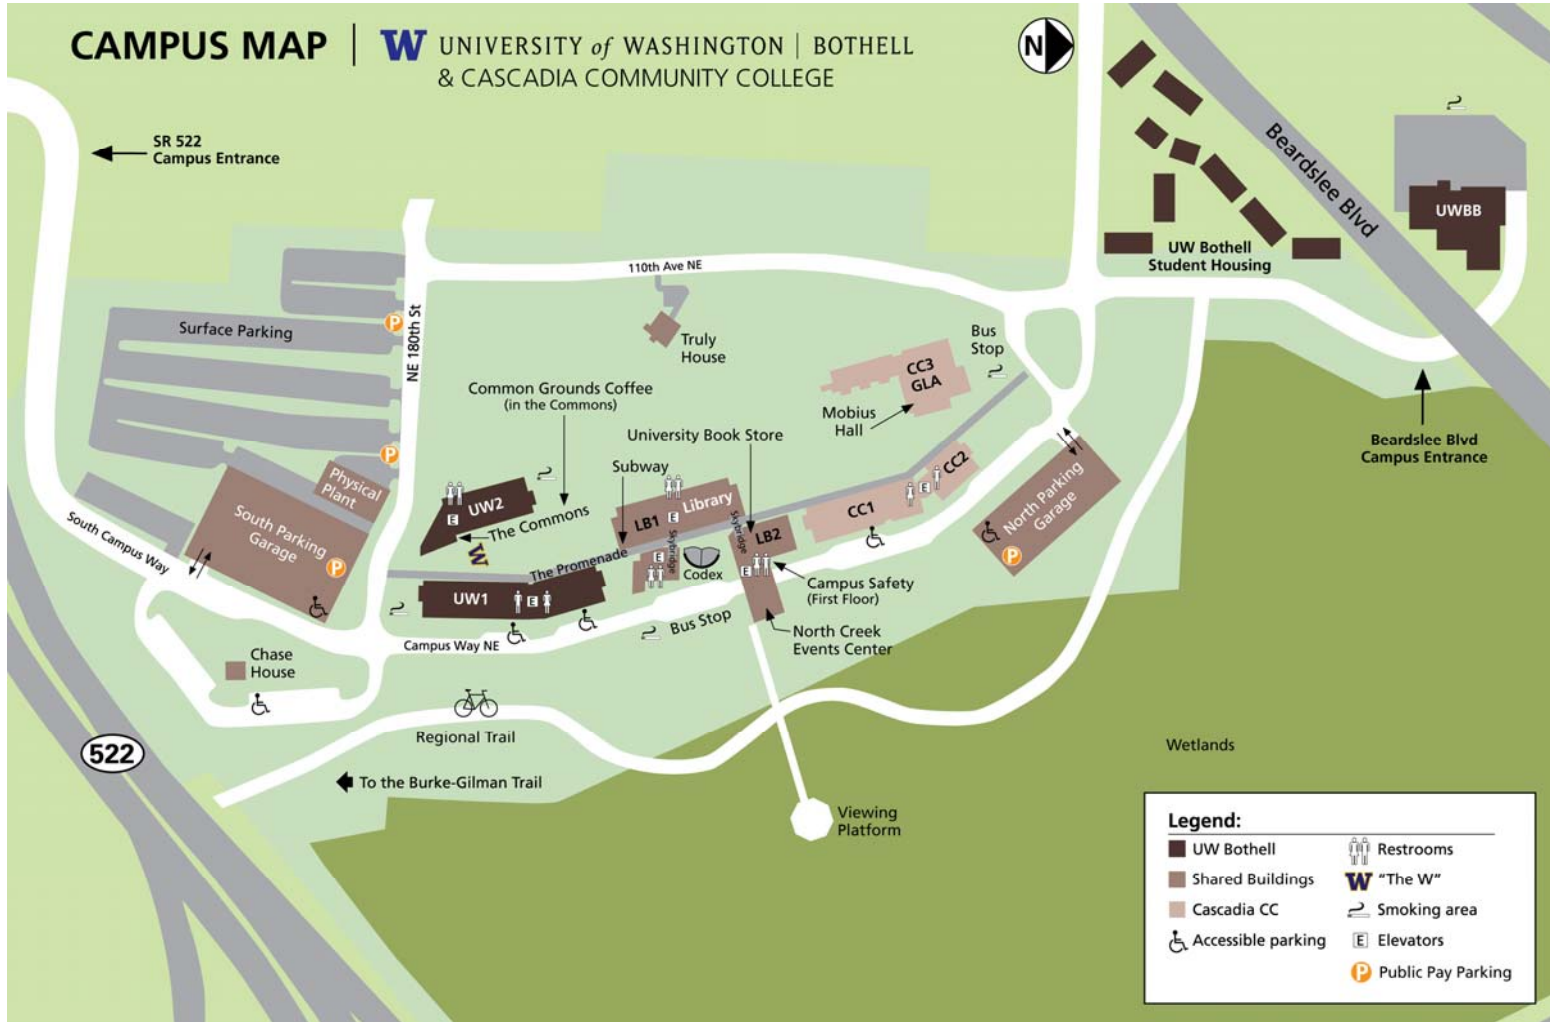 CAMPUS MAP
W UNIVERSITY of WASHINGTON | BOTHELL
& CASCADIA COMMUNITY COLLEGE
N
SR 522
Campus Entrance
Beardslee Blvd
UWBB
UW Bothell
Student Housing
110th Ave NE
NE 180th St
Surface Parking
P
Truly
House
Bus
Stop
CC3
GLA
Mobius
Hall
Common Grounds Coffee
(in the Commons)
University Book Store
Subway
Beardslee Blvd
Campus Entrance
P
Physical
Plant
South Parking
Garage
P
South Campus Way
UW2
E
The Commons
W
LB1
E
Library
Skybridge
Skybridge
E
Codex
LB2
E
CC1
E
CC2
North Parking
Garage
P
The Promenade
UW1
E
Campus Safety
(First Floor)
Bus Stop
North Creek
Events Center
Campus Way NE
Chase
House
Regional Trail
To the Burke-Gilman Trail
522
Wetlands
Viewing
Platform
Legend:
UW Bothell
Restrooms
Shared Buildings
W "The W"
Cascadia CC
Smoking area
Accessible parking
E Elevators
P Public Pay Parking